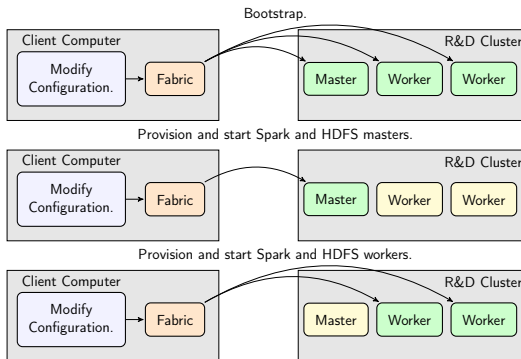 Bootstrap.
Client Computer
R&D Cluster
Modify
Configuration.
Fabric
Master
Worker
Worker
Provision and start Spark and HDFS masters.
Client Computer
R&D Cluster
Modify
Configuration.
Fabric
Master
Worker
Worker
Provision and start Spark and HDFS workers.
Client Computer
R&D Cluster
Modify
Configuration.
Fabric
Master
Worker
Worker